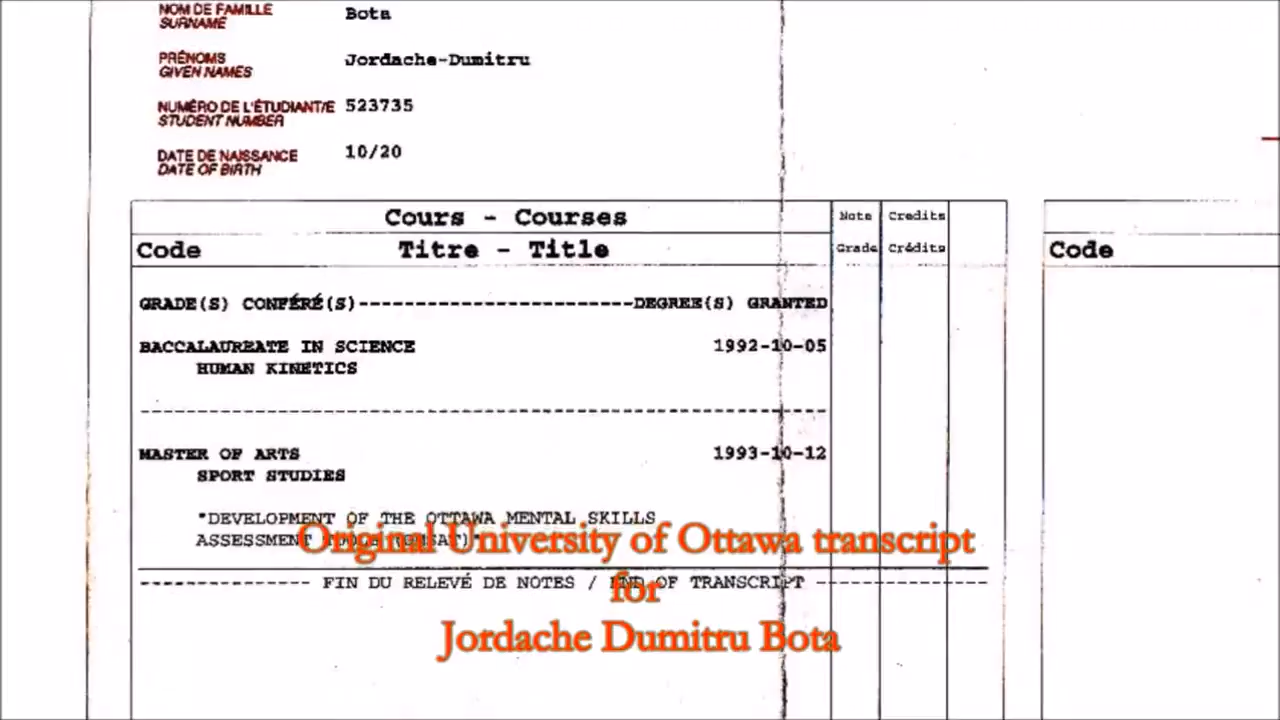 NOM DE FAMILLE
SURNAME
Bota
PRÉNOMS
GIVEN NAMES
Jordache-Dumitru
NUMÉRO DE L'ÉTUDIANT/E
STUDENT NUMBER
523735
DATE DE NAISSANCE
DATE OF BIRTH
10/20
Cours - Courses
Note
Credits
Code
Titre - Title
Grade
Crédits
Code
GRADE(S) CONFÉRÉ(S)------------------------DEGREE(S) GRANTED
BACCALAUREATE IN SCIENCE 1992-10-05
HUMAN KINETICS
MASTER OF ARTS 1993-10-12
SPORT STUDIES
"DEVELOPMENT OF THE OTTAWA MENTAL SKILLS
ASSESSMENT
--------------- FIN DU RELEVÉ DE NOTES / END OF TRANSCRIPT ---------------
Original University of Ottawa transcript
for
Jordache Dumitru Bota